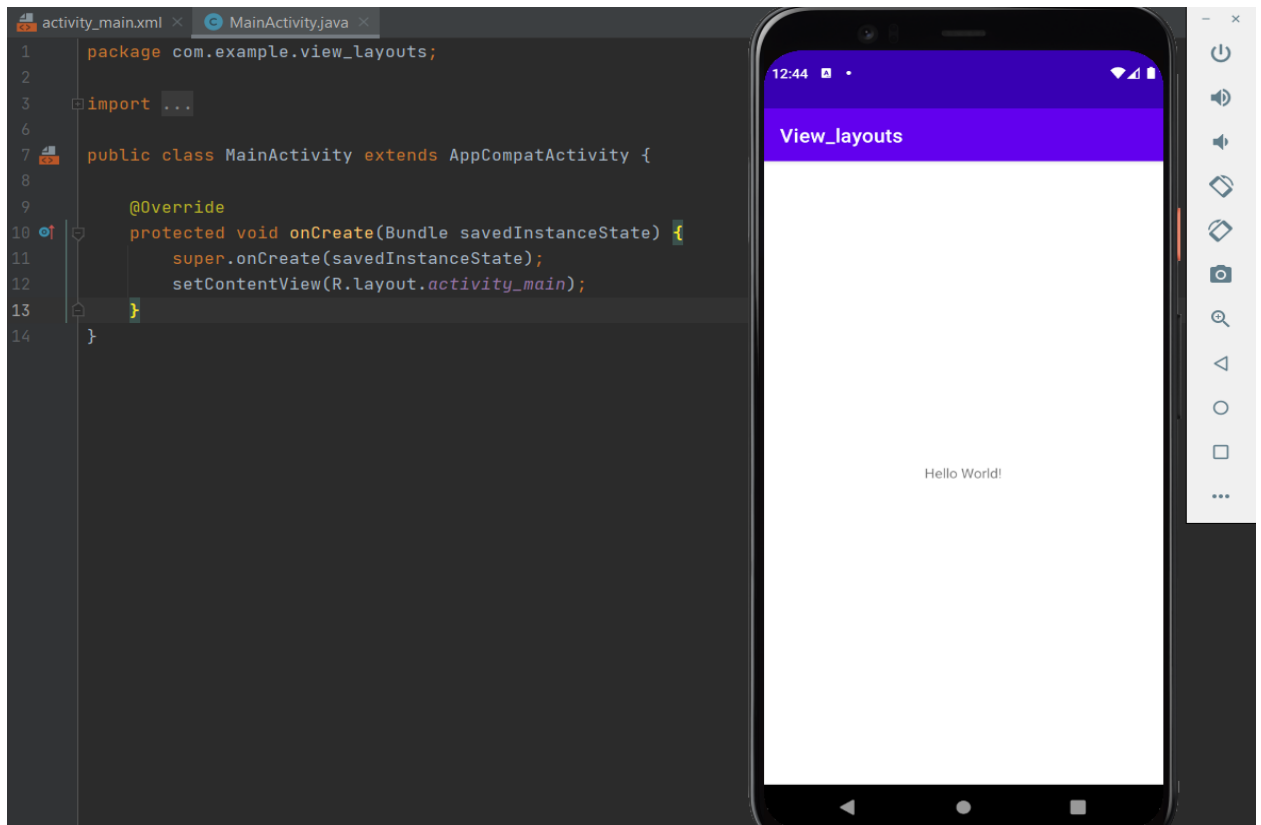 activity_main.xml MainActivity.java
1 package com.example.view_layouts;
2
3 import ...
6
7 public class MainActivity extends AppCompatActivity {
8
9 @Override
10 protected void onCreate(Bundle savedInstanceState) {
11 super.onCreate(savedInstanceState);
12 setContentView(R.layout.activity_main);
13 }
14 }
12:44
View_layouts
Hello World!